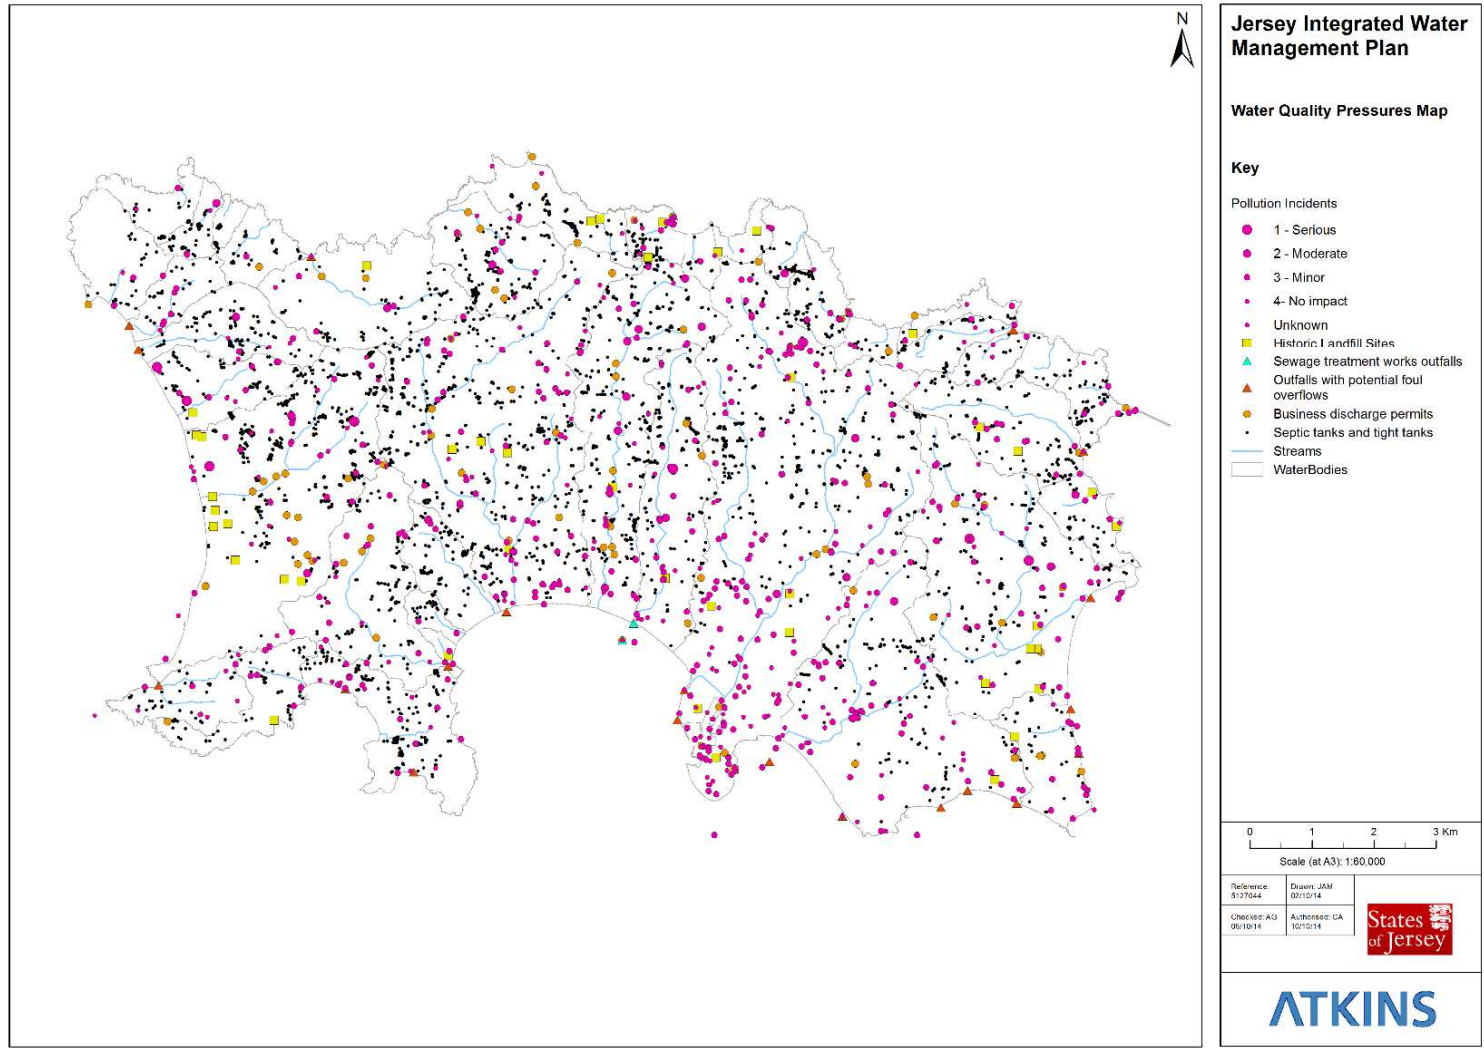 N
Jersey Integrated Water
Management Plan
Water Quality Pressures Map
Key
Pollution Incidents
1 - Serious
2 - Moderate
3 - Minor
4- No impact
Unknown
Historic Landfill Sites
Sewage treatment works outfalls
Outfalls with potential foul
overflows
Business discharge permits
Septic tanks and tight tanks
Streams
WaterBodies
0 1 2 3 Km
Scale (at A3): 1:60,000
Reference:
5127044
Drawn: JAM
02/10/14
Checked: AG
06/10/14
Authorised: CA
10/10/14
States
of Jersey
ATKINS